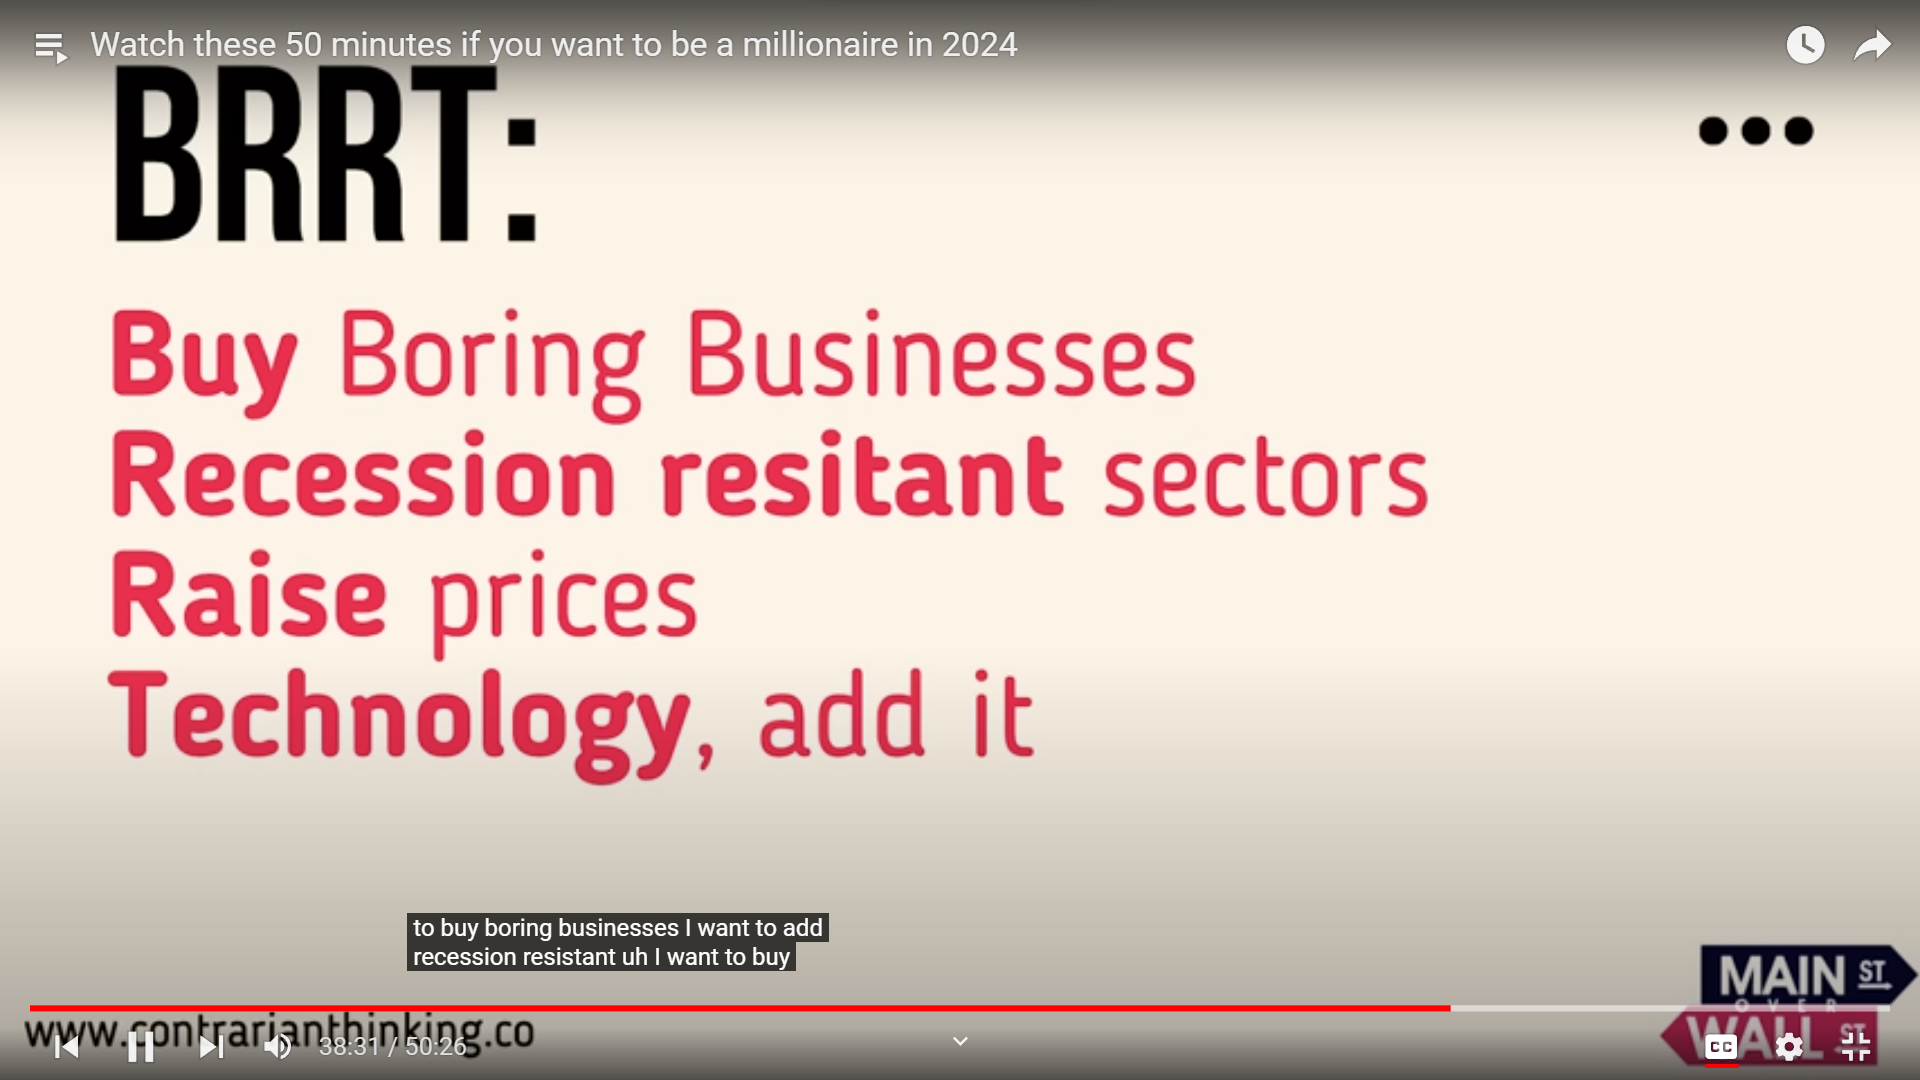 Watch these 50 minutes if you want to be a millionaire in 2024
BRRT:
Buy Boring Businesses
Recession resitant sectors
Raise prices
Technology, add it
to buy boring businesses I want to add
recession resistant uh I want to buy
MAIN ST
OVER
WALL ST
www.contrarianthinking.co
38:31 / 50:26
CC